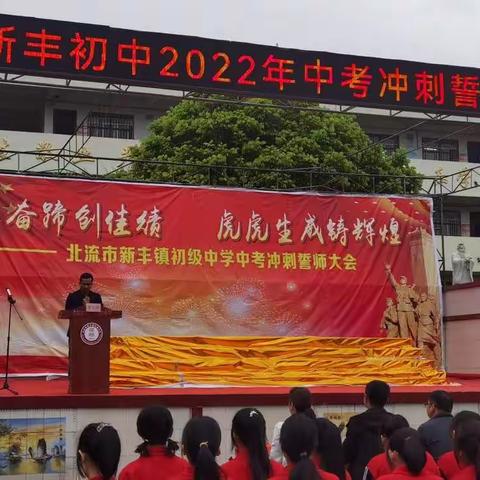 新丰初中2022年中考冲刺誓
奋蹄创佳绩 虎虎生威铸辉煌
——北流市新丰镇初级中学中考冲刺誓师大会